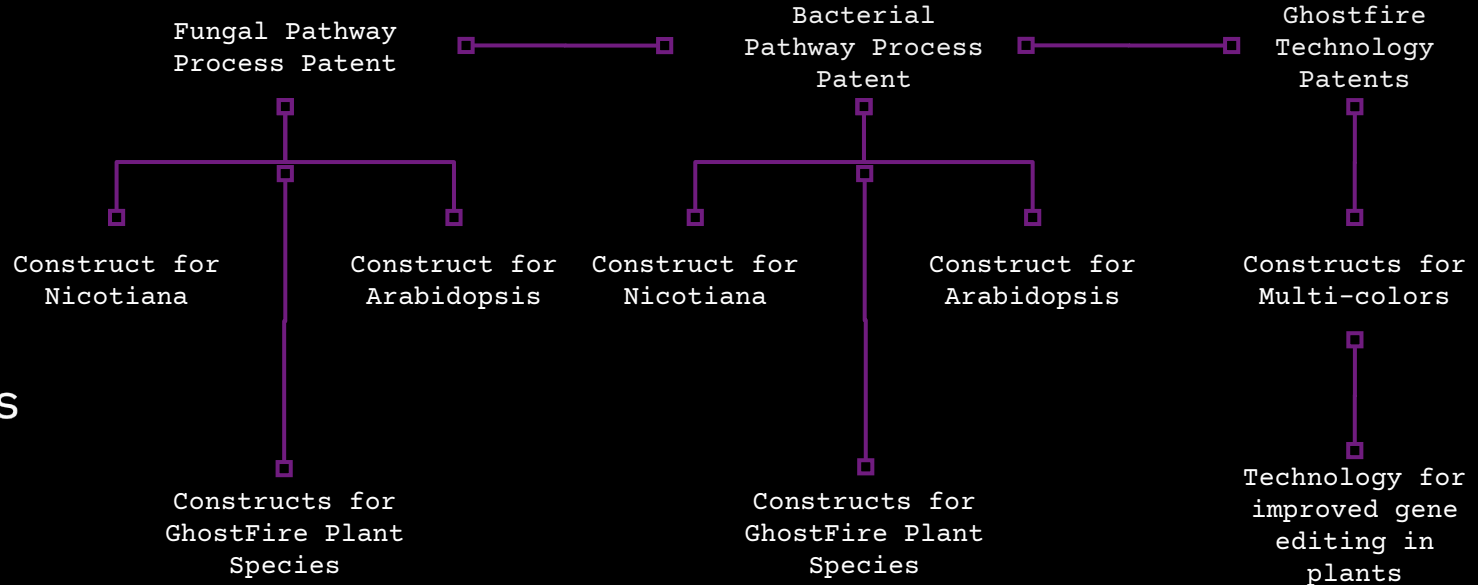 Fungal Pathway
Process Patent
Bacterial
Pathway Process
Patent
Ghostfire
Technology
Patents
Construct for
Nicotiana
Construct for
Arabidopsis
Construct for
Nicotiana
Construct for
Arabidopsis
Constructs for
Multi-colors
Constructs for
GhostFire Plant
Species
Constructs for
GhostFire Plant
Species
Technology for
improved gene
editing in
plants